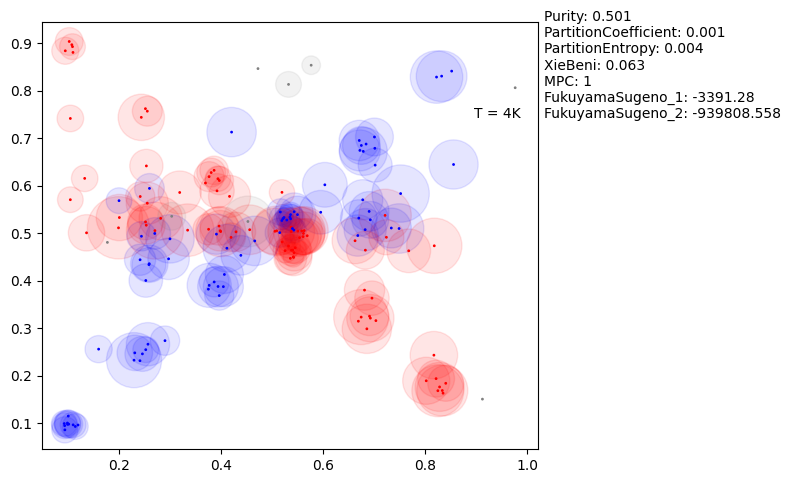 Purity: 0.501
PartitionCoefficient: 0.001
PartitionEntropy: 0.004
XieBeni: 0.063
MPC: 1
FukuyamaSugeno_1: -3391.28
FukuyamaSugeno_2: -939808.558
T = 4K
0.9
0.8
0.7
0.6
0.5
0.4
0.3
0.2
0.1
0.2 0.4 0.6 0.8 1.0